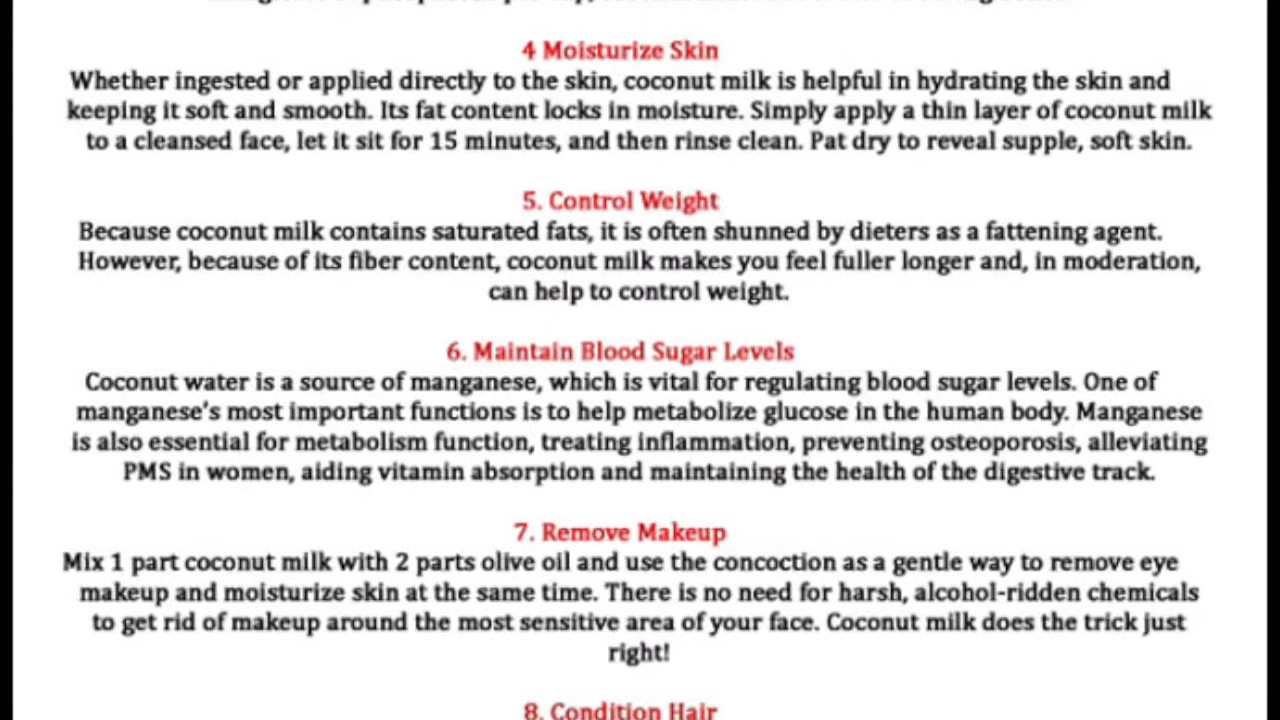 4 Moisturize Skin
Whether ingested or applied directly to the skin, coconut milk is helpful in hydrating the skin and
keeping it soft and smooth. Its fat content locks in moisture. Simply apply a thin layer of coconut milk
to a cleansed face, let it sit for 15 minutes, and then rinse clean. Pat dry to reveal supple, soft skin.
5. Control Weight
Because coconut milk contains saturated fats, it is often shunned by dieters as a fattening agent.
However, because of its fiber content, coconut milk makes you feel fuller longer and, in moderation,
can help to control weight.
6. Maintain Blood Sugar Levels
Coconut water is a source of manganese, which is vital for regulating blood sugar levels. One of
manganese's most important functions is to help metabolize glucose in the human body. Manganese
is also essential for metabolism function, treating inflammation, preventing osteoporosis, alleviating
PMS in women, aiding vitamin absorption and maintaining the health of the digestive track.
7. Remove Makeup
Mix 1 part coconut milk with 2 parts olive oil and use the concoction as a gentle way to remove eye
makeup and moisturize skin at the same time. There is no need for harsh, alcohol-ridden chemicals
to get rid of makeup around the most sensitive area of your face. Coconut milk does the trick just
right!
8. Condition Hair